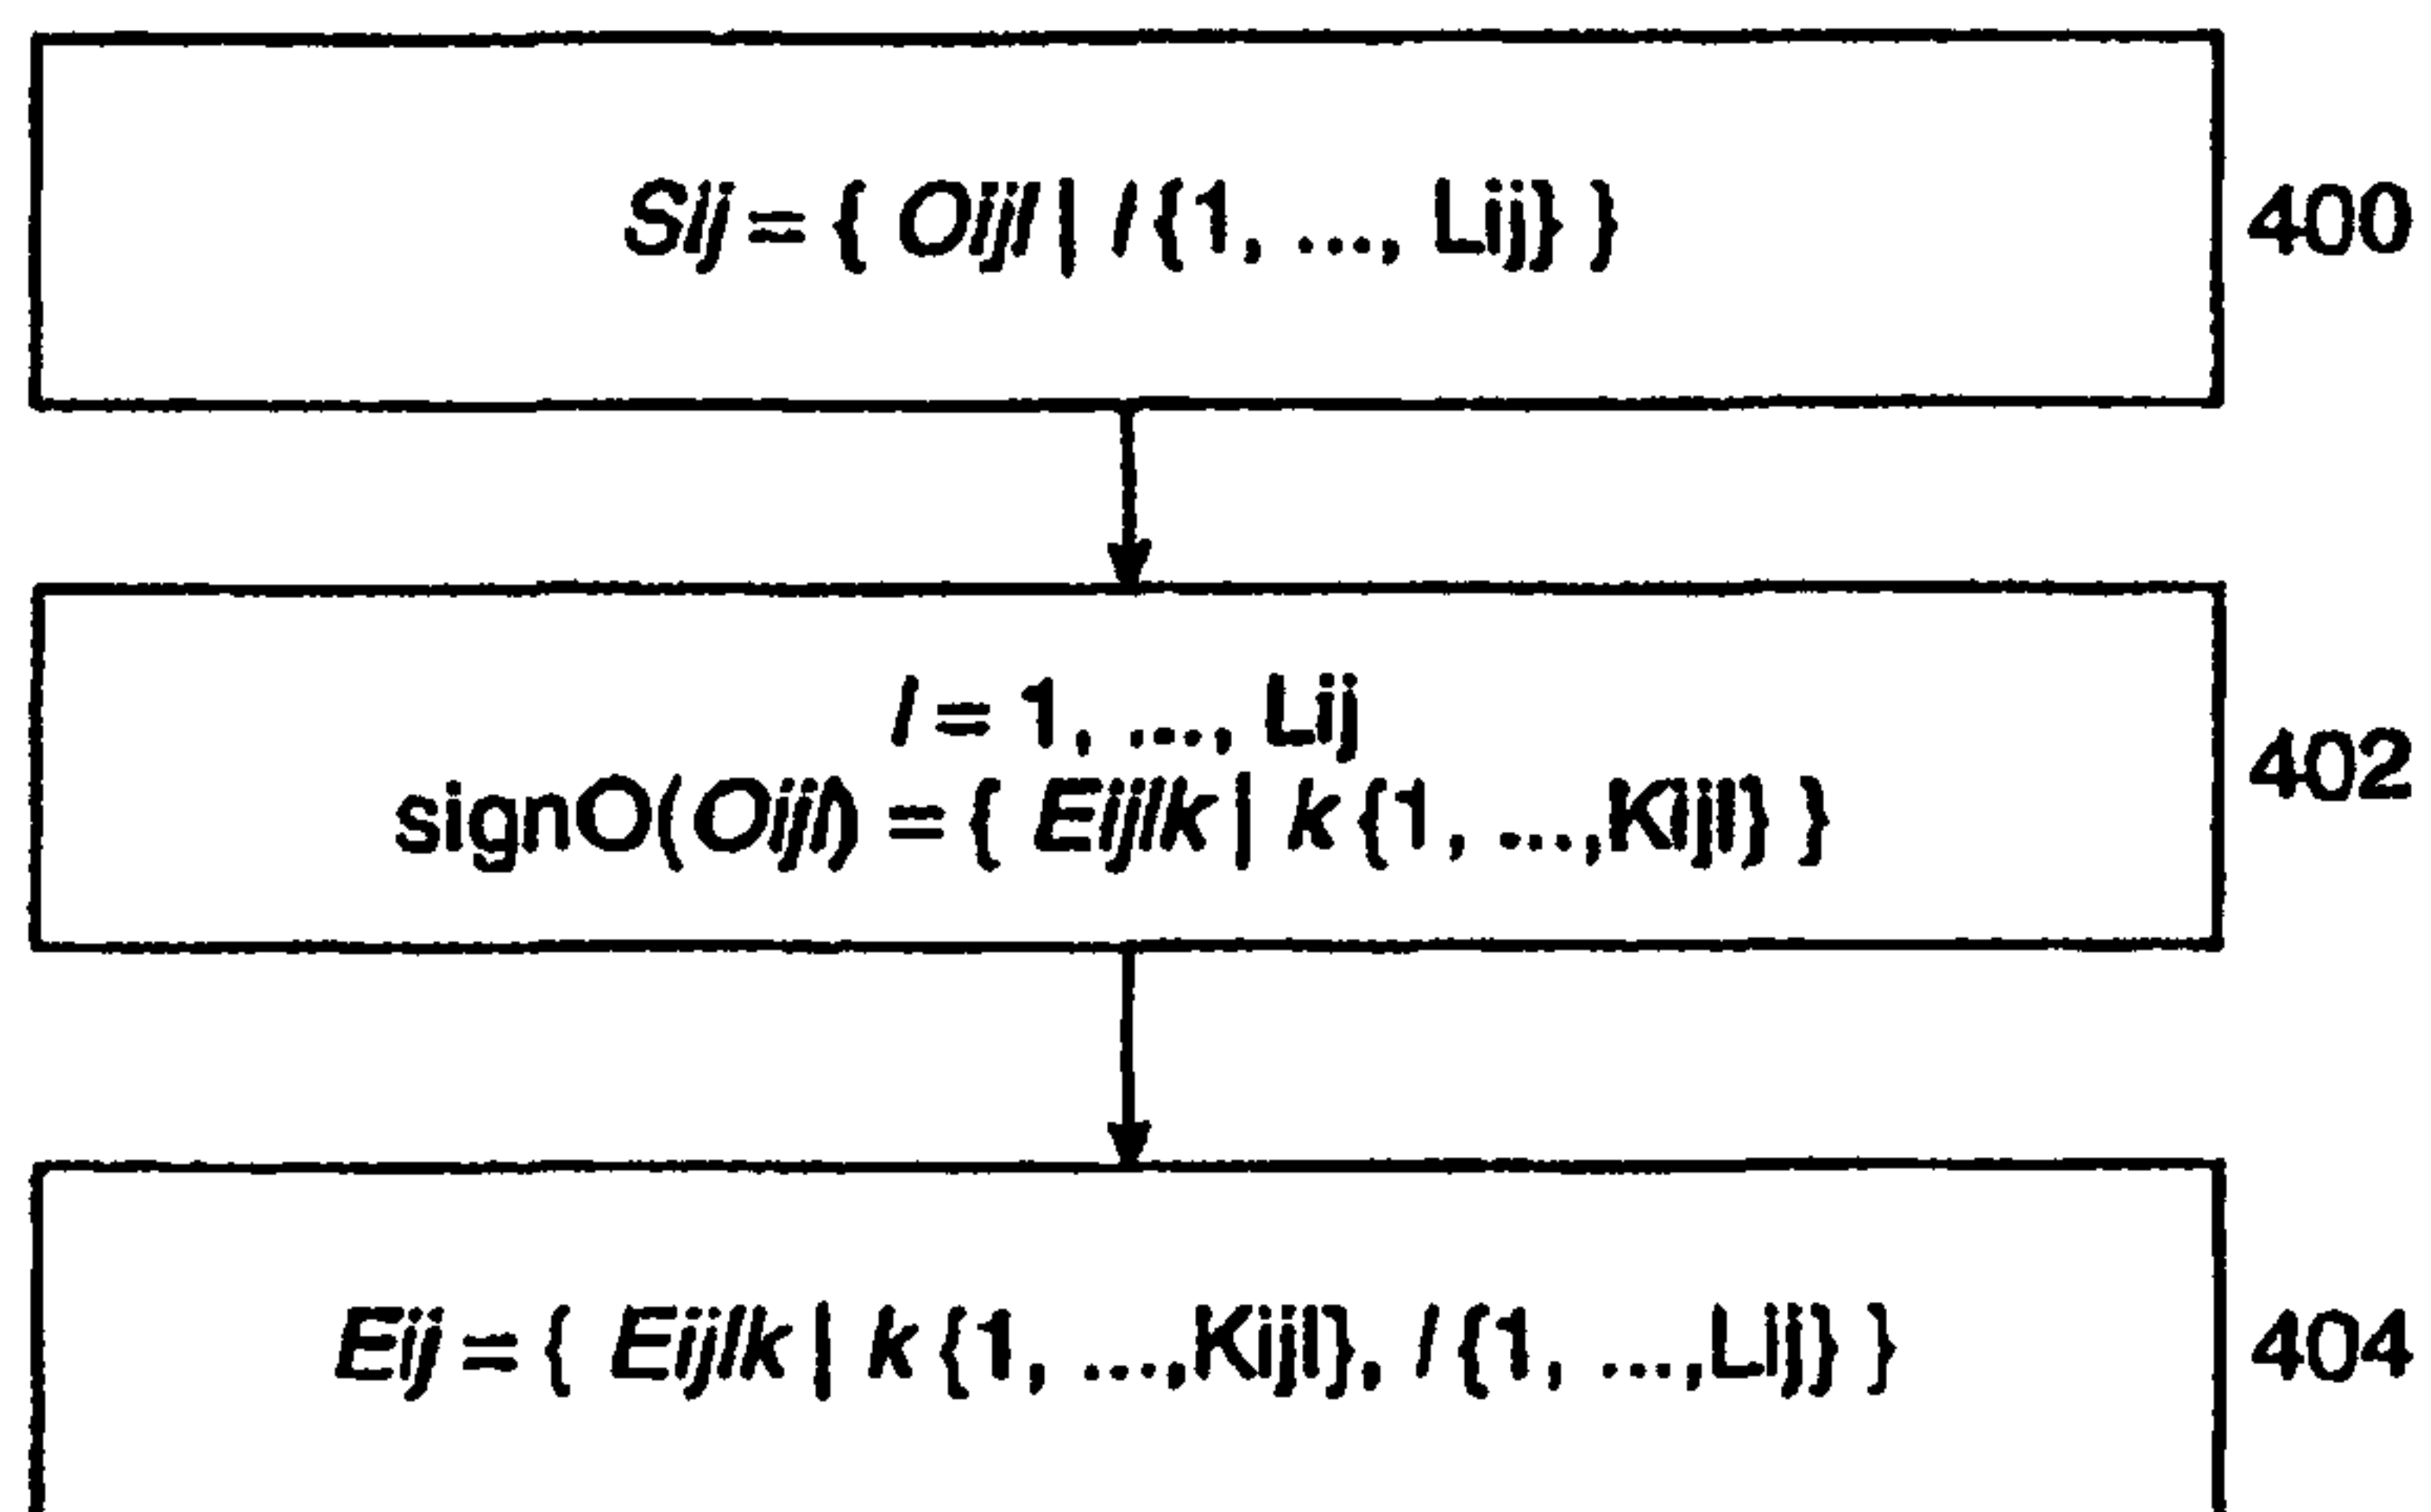 Sij = { Oijl | l {1, ..., Lij} }
400
l = 1, ..., Lij
402
signO(Oijl) = { Eijlk | k {1, ...,Kijl} }
Eij = { Eijlk | k {1, ...,Kijl}, l {1, ...,Lij} }
404